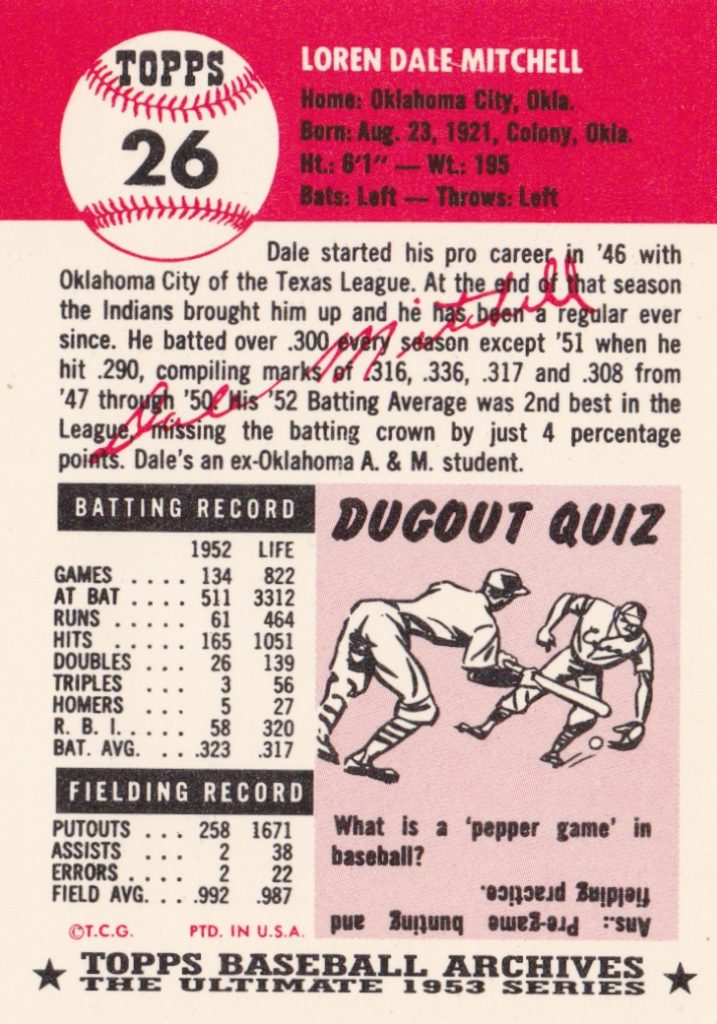 TOPPS
26
LOREN DALE MITCHELL
Home: Oklahoma City, Okla.
Born: Aug. 23, 1921, Colony, Okla.
Ht.: 6'1" — Wt.: 195
Bats: Left — Throws: Left
Dale started his pro career in '46 with
Oklahoma City of the Texas League. At the end of that season
the Indians brought him up and he has been a regular ever
since. He batted over .300 every season except '51 when he
hit .290, compiling marks of .316, .336, .317 and .308 from
'47 through '50. His '52 Batting Average was 2nd best in the
League, missing the batting crown by just 4 percentage
points. Dale's an ex-Oklahoma A. & M. student.
Dale Mitchell
BATTING RECORD
1952 LIFE
GAMES .... 134 822
AT BAT .... 511 3312
RUNS ..... 61 464
HITS ..... 165 1051
DOUBLES ... 26 139
TRIPLES ... 3 56
HOMERS ... 5 27
R. B. I. .... 58 320
BAT. AVG. .. .323 .317
FIELDING RECORD
PUTOUTS ... 258 1671
ASSISTS ... 2 38
ERRORS .... 2 22
FIELD AVG. .. .992 .987
DUGOUT QUIZ
What is a 'pepper game' in
baseball?
Ans.: Pre-game bunting and
fielding practice.
©T.C.G. PTD. IN U.S.A.
★ TOPPS BASEBALL ARCHIVES ★
THE ULTIMATE 1953 SERIES